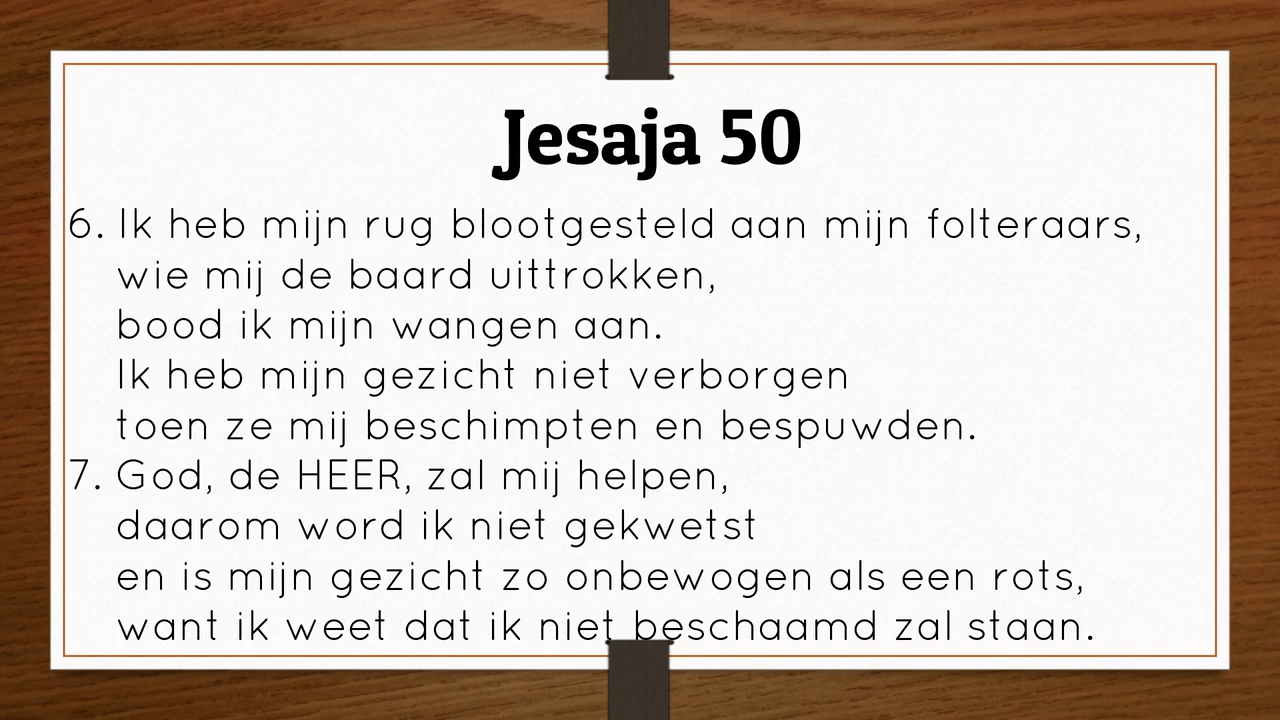 Jesaja 50
6. Ik heb mijn rug blootgesteld aan mijn folteraars,
wie mij de baard uittrokken,
bood ik mijn wangen aan.
Ik heb mijn gezicht niet verborgen
toen ze mij beschimpten en bespuwden.
7. God, de HEER, zal mij helpen,
daarom word ik niet gekwetst
en is mijn gezicht zo onbewogen als een rots,
want ik weet dat ik niet beschaamd zal staan.